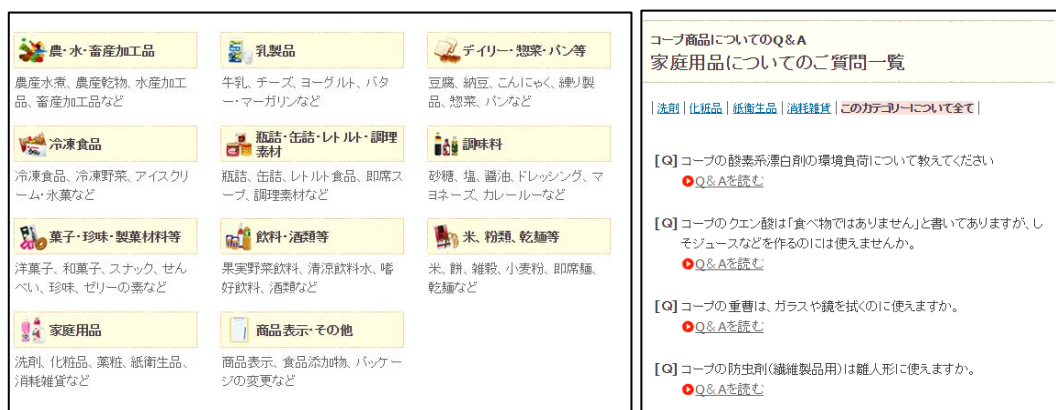 農・水・畜産加工品
農産水煮、農産乾物、水産加工
品、畜産加工品など
乳製品
牛乳、チーズ、ヨーグルト、バタ
ー・マーガリンなど
デイリー・惣菜・パン等
豆腐、納豆、こんにゃく、練り製
品、惣菜、パンなど
冷凍食品
冷凍食品、冷凍野菜、アイスクリ
ーム・氷菓など
瓶詰・缶詰・レトルト・調理
素材
瓶詰、缶詰、レトルト食品、即席ス
ープ、調理素材など
調味料
砂糖、塩、醤油、ドレッシング、マ
ヨネーズ、カレールーなど
菓子・珍味・製菓材料等
洋菓子、和菓子、スナック、せん
べい、珍味、ゼリーの素など
飲料・酒類等
果実野菜飲料、清涼飲料水、嗜
好飲料、酒類など
米、粉類、乾麺等
米、餅、雑穀、小麦粉、即席麺、
乾麺など
家庭用品
洗剤、化粧品、薬粧、紙衛生品、
消耗雑貨など
商品表示・その他
商品表示、食品添加物、パッケー
ジの変更など
コープ商品についてのQ&A
家庭用品についてのご質問一覧
| 洗剤 | 化粧品 | 紙衛生品 | 消耗雑貨 | このカテゴリーについて全て |
[Q] コープの酸素系漂白剤の環境負荷について教えてください
Q&Aを読む
[Q] コープのクエン酸は「食べ物ではありません」と書いてありますが、し
そジュースなどを作るのには使えませんか。
Q&Aを読む
[Q] コープの重曹は、ガラスや鏡を拭くのに使えますか。
Q&Aを読む
[Q] コープの防虫剤(繊維製品用)は雛人形に使えますか。
Q&Aを読む